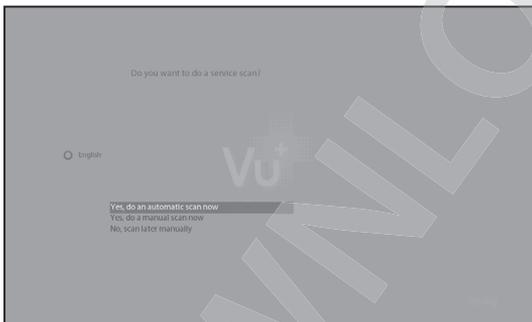 Do you want to do a service scan?
English
Vu+
Yes, do an automatic scan now
Yes, do a manual scan now
No, scan later manually